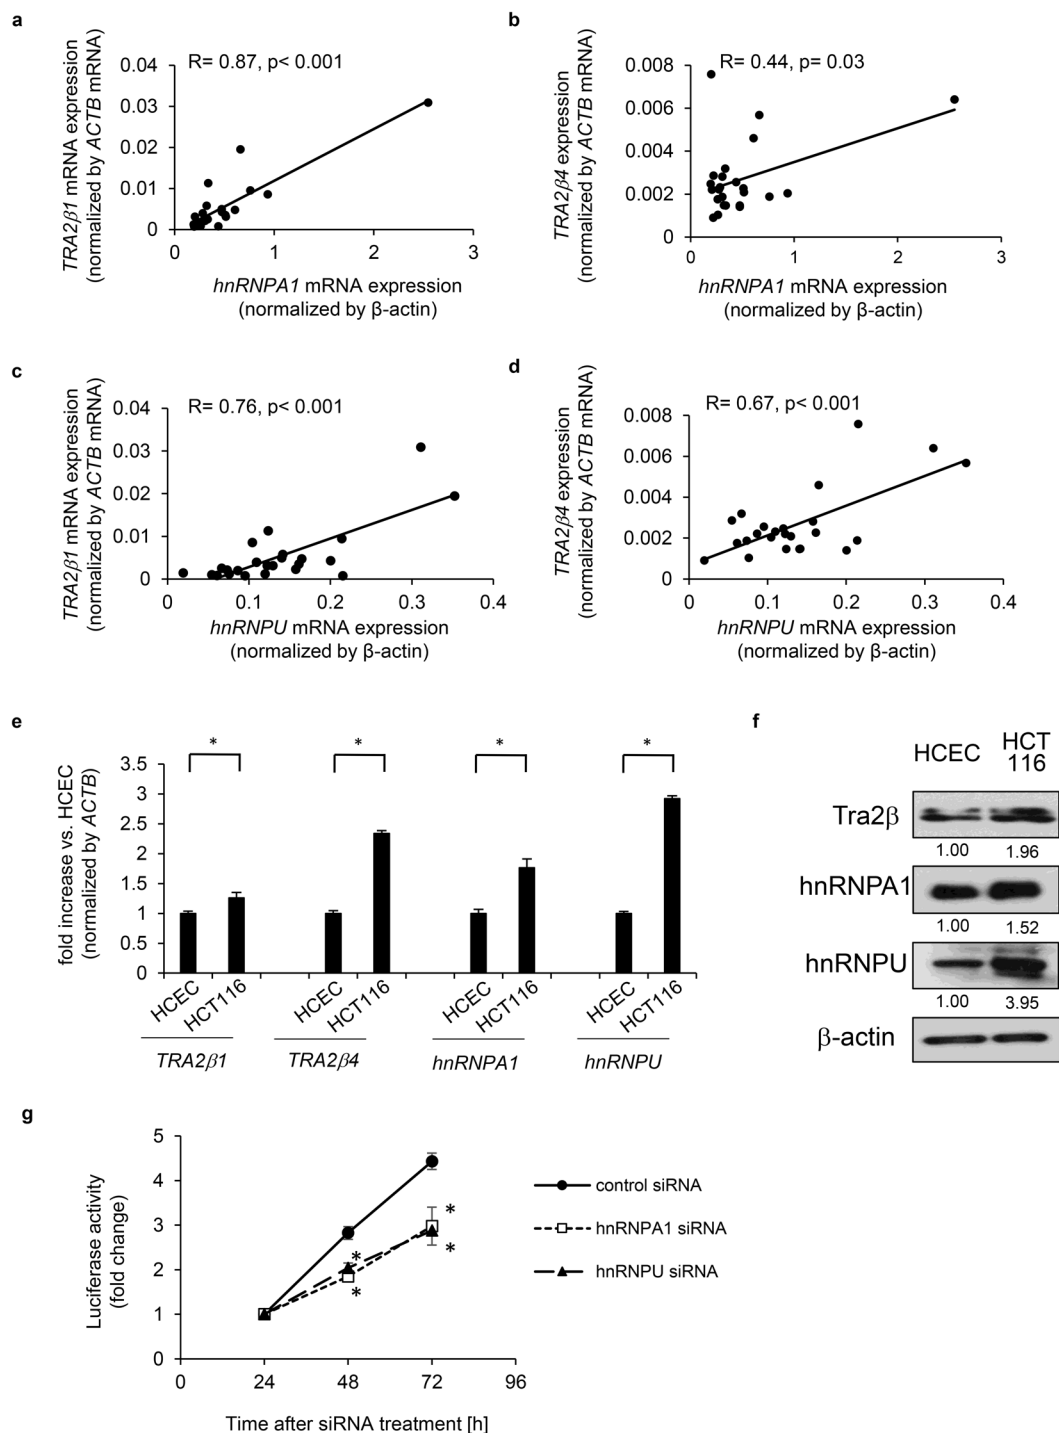 a
TRA2β1 mRNA expression
(normalized by ACTB mRNA)
R= 0.87, p< 0.001
0.04
0.03
0.02
0.01
0
0
1
2
3
hnRNPA1 mRNA expression
(normalized by β-actin)
b
TRA2β4 expression
(normalized by ACTB mRNA)
R= 0.44, p= 0.03
0.008
0.006
0.004
0.002
0
0
1
2
3
hnRNPA1 mRNA expression
(normalized by β-actin)
c
TRA2β1 mRNA expression
(normalized by ACTB mRNA)
R= 0.76, p< 0.001
0.04
0.03
0.02
0.01
0
0
0.1
0.2
0.3
0.4
hnRNPU mRNA expression
(normalized by β-actin)
d
TRA2β4 expression
(normalized by ACTB mRNA)
R= 0.67, p< 0.001
0.008
0.006
0.004
0.002
0
0
0.1
0.2
0.3
0.4
hnRNPU mRNA expression
(normalized by β-actin)
e
fold increase vs. HCEC
(normalized by ACTB)
3.5
3
2.5
2
1.5
1
0.5
0
*
*
*
*
HCEC
HCT116
HCEC
HCT116
HCEC
HCT116
HCEC
HCT116
TRA2β1
TRA2β4
hnRNPA1
hnRNPU
f
HCEC
HCT
116
Tra2β
1.00
1.96
hnRNPA1
1.00
1.52
hnRNPU
1.00
3.95
β-actin
g
Luciferase activity
(fold change)
5
4
3
2
1
0
*
*
*
*
0
24
48
72
96
Time after siRNA treatment [h]
control siRNA
hnRNPA1 siRNA
hnRNPU siRNA